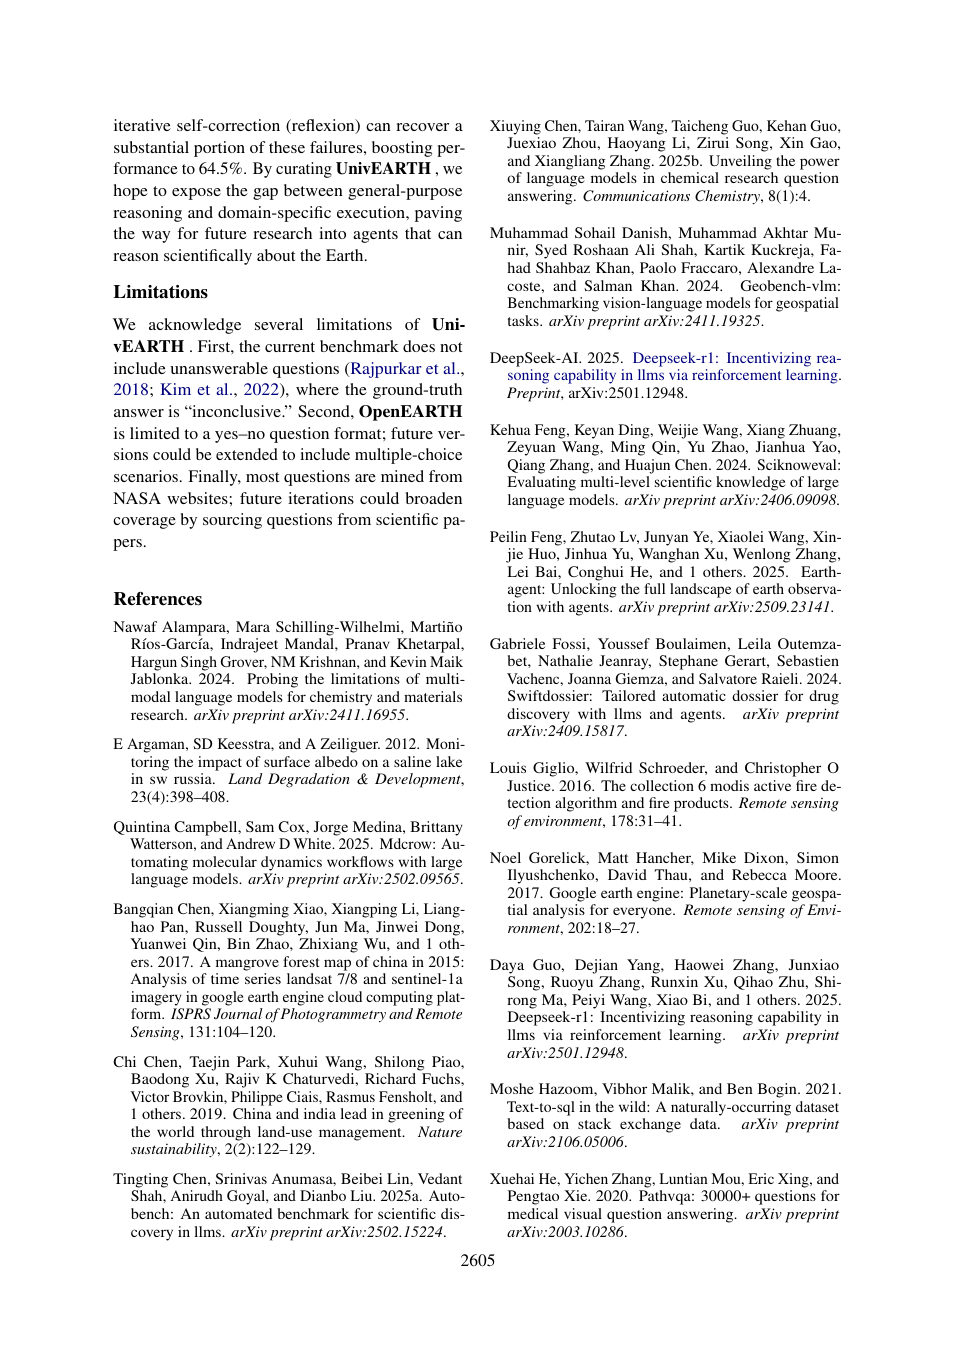 iterative self-correction (reflexion) can recover a
substantial portion of these failures, boosting per-
formance to 64.5%. By curating UnivEARTH , we
hope to expose the gap between general-purpose
reasoning and domain-specific execution, paving
the way for future research into agents that can
reason scientifically about the Earth.
Limitations
We acknowledge several limitations of Uni-
vEARTH . First, the current benchmark does not
include unanswerable questions (Rajpurkar et al.,
2018; Kim et al., 2022), where the ground-truth
answer is “inconclusive.” Second, OpenEARTH
is limited to a yes–no question format; future ver-
sions could be extended to include multiple-choice
scenarios. Finally, most questions are mined from
NASA websites; future iterations could broaden
coverage by sourcing questions from scientific pa-
pers.
References
Nawaf Alampara, Mara Schilling-Wilhelmi, Martiño
Ríos-García, Indrajeet Mandal, Pranav Khetarpal,
Hargun Singh Grover, NM Krishnan, and Kevin Maik
Jablonka. 2024. Probing the limitations of multi-
modal language models for chemistry and materials
research. arXiv preprint arXiv:2411.16955.
E Argaman, SD Keesstra, and A Zeiliguer. 2012. Moni-
toring the impact of surface albedo on a saline lake
in sw russia. Land Degradation & Development,
23(4):398–408.
Quintina Campbell, Sam Cox, Jorge Medina, Brittany
Watterson, and Andrew D White. 2025. Mdcrow: Au-
tomating molecular dynamics workflows with large
language models. arXiv preprint arXiv:2502.09565.
Bangqian Chen, Xiangming Xiao, Xiangping Li, Liang-
hao Pan, Russell Doughty, Jun Ma, Jinwei Dong,
Yuanwei Qin, Bin Zhao, Zhixiang Wu, and 1 oth-
ers. 2017. A mangrove forest map of china in 2015:
Analysis of time series landsat 7/8 and sentinel-1a
imagery in google earth engine cloud computing plat-
form. ISPRS Journal of Photogrammetry and Remote
Sensing, 131:104–120.
Chi Chen, Taejin Park, Xuhui Wang, Shilong Piao,
Baodong Xu, Rajiv K Chaturvedi, Richard Fuchs,
Victor Brovkin, Philippe Ciais, Rasmus Fensholt, and
1 others. 2019. China and india lead in greening of
the world through land-use management. Nature
sustainability, 2(2):122–129.
Tingting Chen, Srinivas Anumasa, Beibei Lin, Vedant
Shah, Anirudh Goyal, and Dianbo Liu. 2025a. Auto-
bench: An automated benchmark for scientific dis-
covery in llms. arXiv preprint arXiv:2502.15224.
Xiuying Chen, Tairan Wang, Taicheng Guo, Kehan Guo,
Juexiao Zhou, Haoyang Li, Zirui Song, Xin Gao,
and Xiangliang Zhang. 2025b. Unveiling the power
of language models in chemical research question
answering. Communications Chemistry, 8(1):4.
Muhammad Sohail Danish, Muhammad Akhtar Mu-
nir, Syed Roshaan Ali Shah, Kartik Kuckreja, Fa-
had Shahbaz Khan, Paolo Fraccaro, Alexandre La-
coste, and Salman Khan. 2024. Geobench-vlm:
Benchmarking vision-language models for geospatial
tasks. arXiv preprint arXiv:2411.19325.
DeepSeek-AI. 2025. Deepseek-r1: Incentivizing rea-
soning capability in llms via reinforcement learning.
Preprint, arXiv:2501.12948.
Kehua Feng, Keyan Ding, Weijie Wang, Xiang Zhuang,
Zeyuan Wang, Ming Qin, Yu Zhao, Jianhua Yao,
Qiang Zhang, and Huajun Chen. 2024. Sciknoweval:
Evaluating multi-level scientific knowledge of large
language models. arXiv preprint arXiv:2406.09098.
Peilin Feng, Zhutao Lv, Junyan Ye, Xiaolei Wang, Xin-
jie Huo, Jinhua Yu, Wanghan Xu, Wenlong Zhang,
Lei Bai, Conghui He, and 1 others. 2025. Earth-
agent: Unlocking the full landscape of earth observa-
tion with agents. arXiv preprint arXiv:2509.23141.
Gabriele Fossi, Youssef Boulaimen, Leila Outemza-
bet, Nathalie Jeanray, Stephane Gerart, Sebastien
Vachenc, Joanna Giemza, and Salvatore Raieli. 2024.
Swiftdossier: Tailored automatic dossier for drug
discovery with llms and agents. arXiv preprint
arXiv:2409.15817.
Louis Giglio, Wilfrid Schroeder, and Christopher O
Justice. 2016. The collection 6 modis active fire de-
tection algorithm and fire products. Remote sensing
of environment, 178:31–41.
Noel Gorelick, Matt Hancher, Mike Dixon, Simon
Ilyushchenko, David Thau, and Rebecca Moore.
2017. Google earth engine: Planetary-scale geospa-
tial analysis for everyone. Remote sensing of Envi-
ronment, 202:18–27.
Daya Guo, Dejian Yang, Haowei Zhang, Junxiao
Song, Ruoyu Zhang, Runxin Xu, Qihao Zhu, Shi-
rong Ma, Peiyi Wang, Xiao Bi, and 1 others. 2025.
Deepseek-r1: Incentivizing reasoning capability in
llms via reinforcement learning. arXiv preprint
arXiv:2501.12948.
Moshe Hazoom, Vibhor Malik, and Ben Bogin. 2021.
Text-to-sql in the wild: A naturally-occurring dataset
based on stack exchange data. arXiv preprint
arXiv:2106.05006.
Xuehai He, Yichen Zhang, Luntian Mou, Eric Xing, and
Pengtao Xie. 2020. Pathvqa: 30000+ questions for
medical visual question answering. arXiv preprint
arXiv:2003.10286.
2605